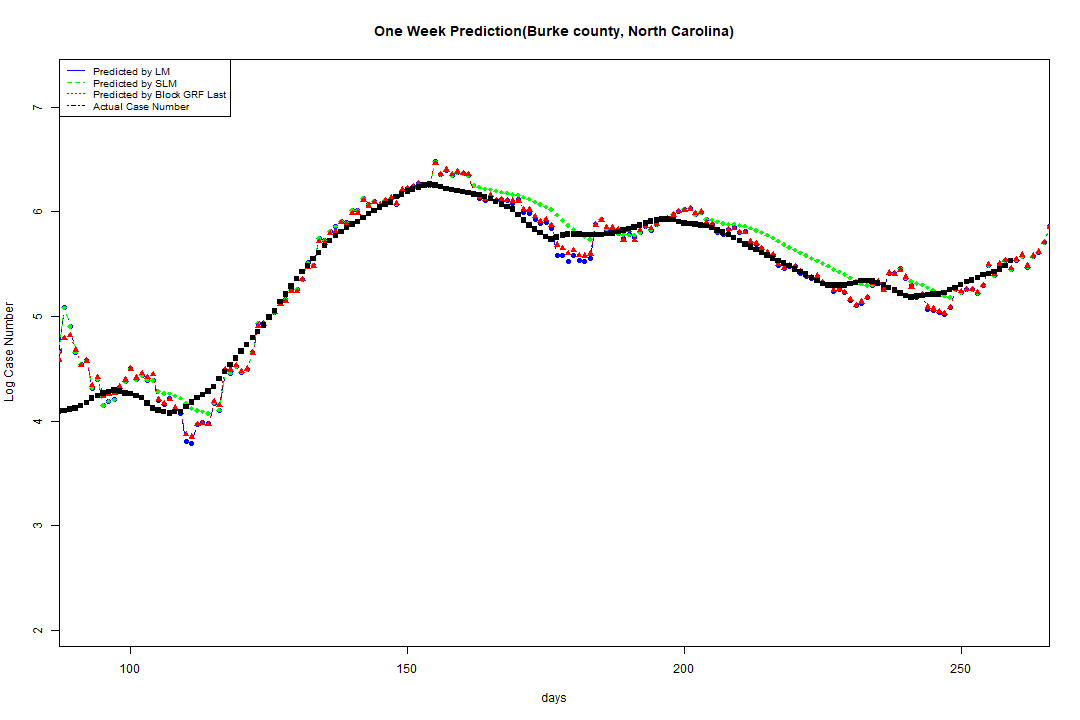 One Week Prediction(Burke county, North Carolina)
Predicted by LM
Predicted by SLM
Predicted by Block GRF Last
Actual Case Number
7
6
5
4
3
2
Log Case Number
100 150 200 250
days